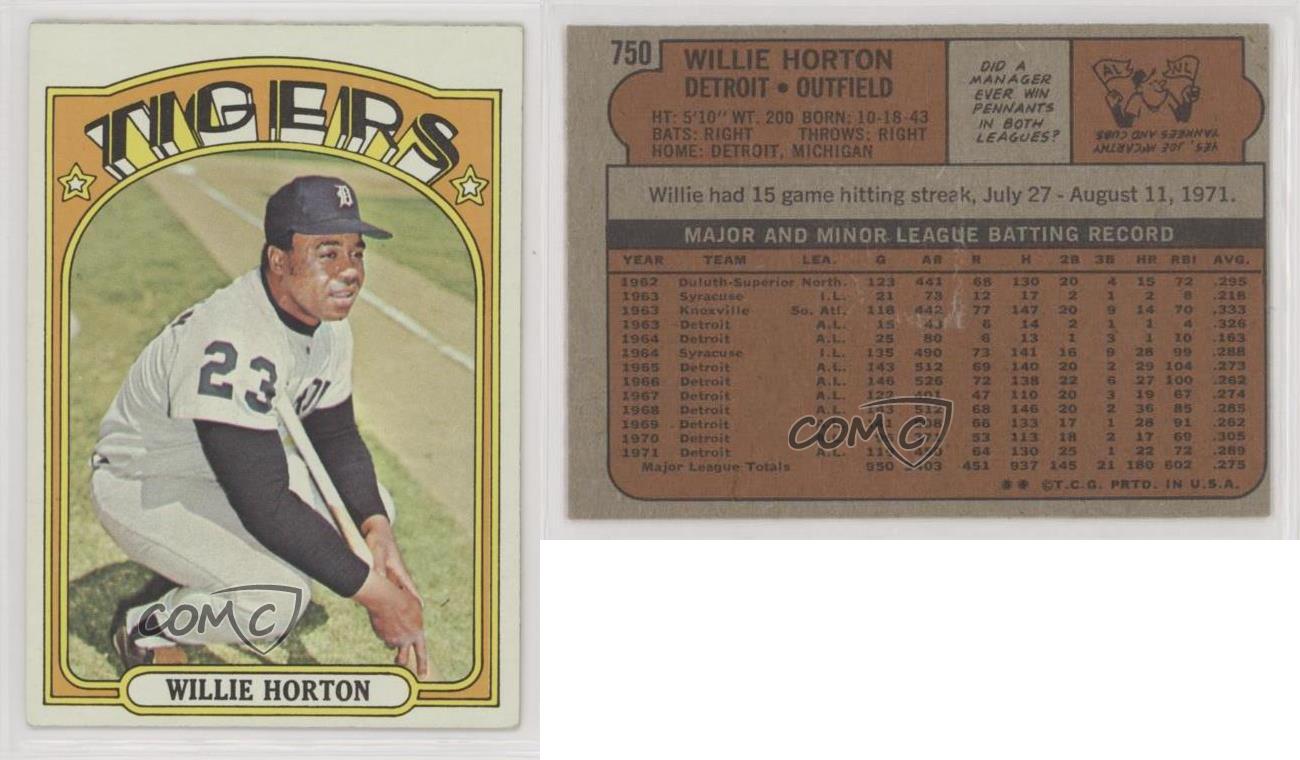 TIGERS
23
COMC
WILLIE HORTON
750
WILLIE HORTON
DETROIT • OUTFIELD
HT: 5'10" WT. 200 BORN: 10-18-43
BATS: RIGHT THROWS: RIGHT
HOME: DETROIT, MICHIGAN
DID A
MANAGER
EVER WIN
PENNANTS
IN BOTH
LEAGUES?
AL NL
YES, JOE McCARTHY
YANKEES AND CUBS
Willie had 15 game hitting streak, July 27 - August 11, 1971.
MAJOR AND MINOR LEAGUE BATTING RECORD
YEAR TEAM LEA. G AB R H 2B 3B HR RBI AVG.
1962 Duluth-Superior North. 123 441 68 130 20 4 15 72 .295
1963 Syracuse I.L. 21 73 12 17 2 1 2 8 .218
1963 Knoxville So. Atl. 118 442 77 147 20 9 14 70 .333
1963 Detroit A.L. 15 43 6 14 2 1 1 4 .326
1964 Detroit A.L. 25 80 6 13 1 3 1 10 .163
1964 Syracuse I.L. 135 490 73 141 16 9 28 99 .288
1965 Detroit A.L. 143 512 69 140 20 2 29 104 .273
1966 Detroit A.L. 146 526 72 138 22 6 27 100 .262
1967 Detroit A.L. 122 401 47 110 20 3 19 67 .274
1968 Detroit A.L. 143 512 68 146 20 2 36 85 .285
1969 Detroit A.L. 508 66 133 17 1 28 91 .262
1970 Detroit A.L. 371 53 113 18 2 17 69 .305
1971 Detroit A.L. 119 450 64 130 25 1 22 72 .289
Major League Totals 950 403 451 937 145 21 180 602 .275
COMC
©T.C.G. PRTD. IN U.S.A.